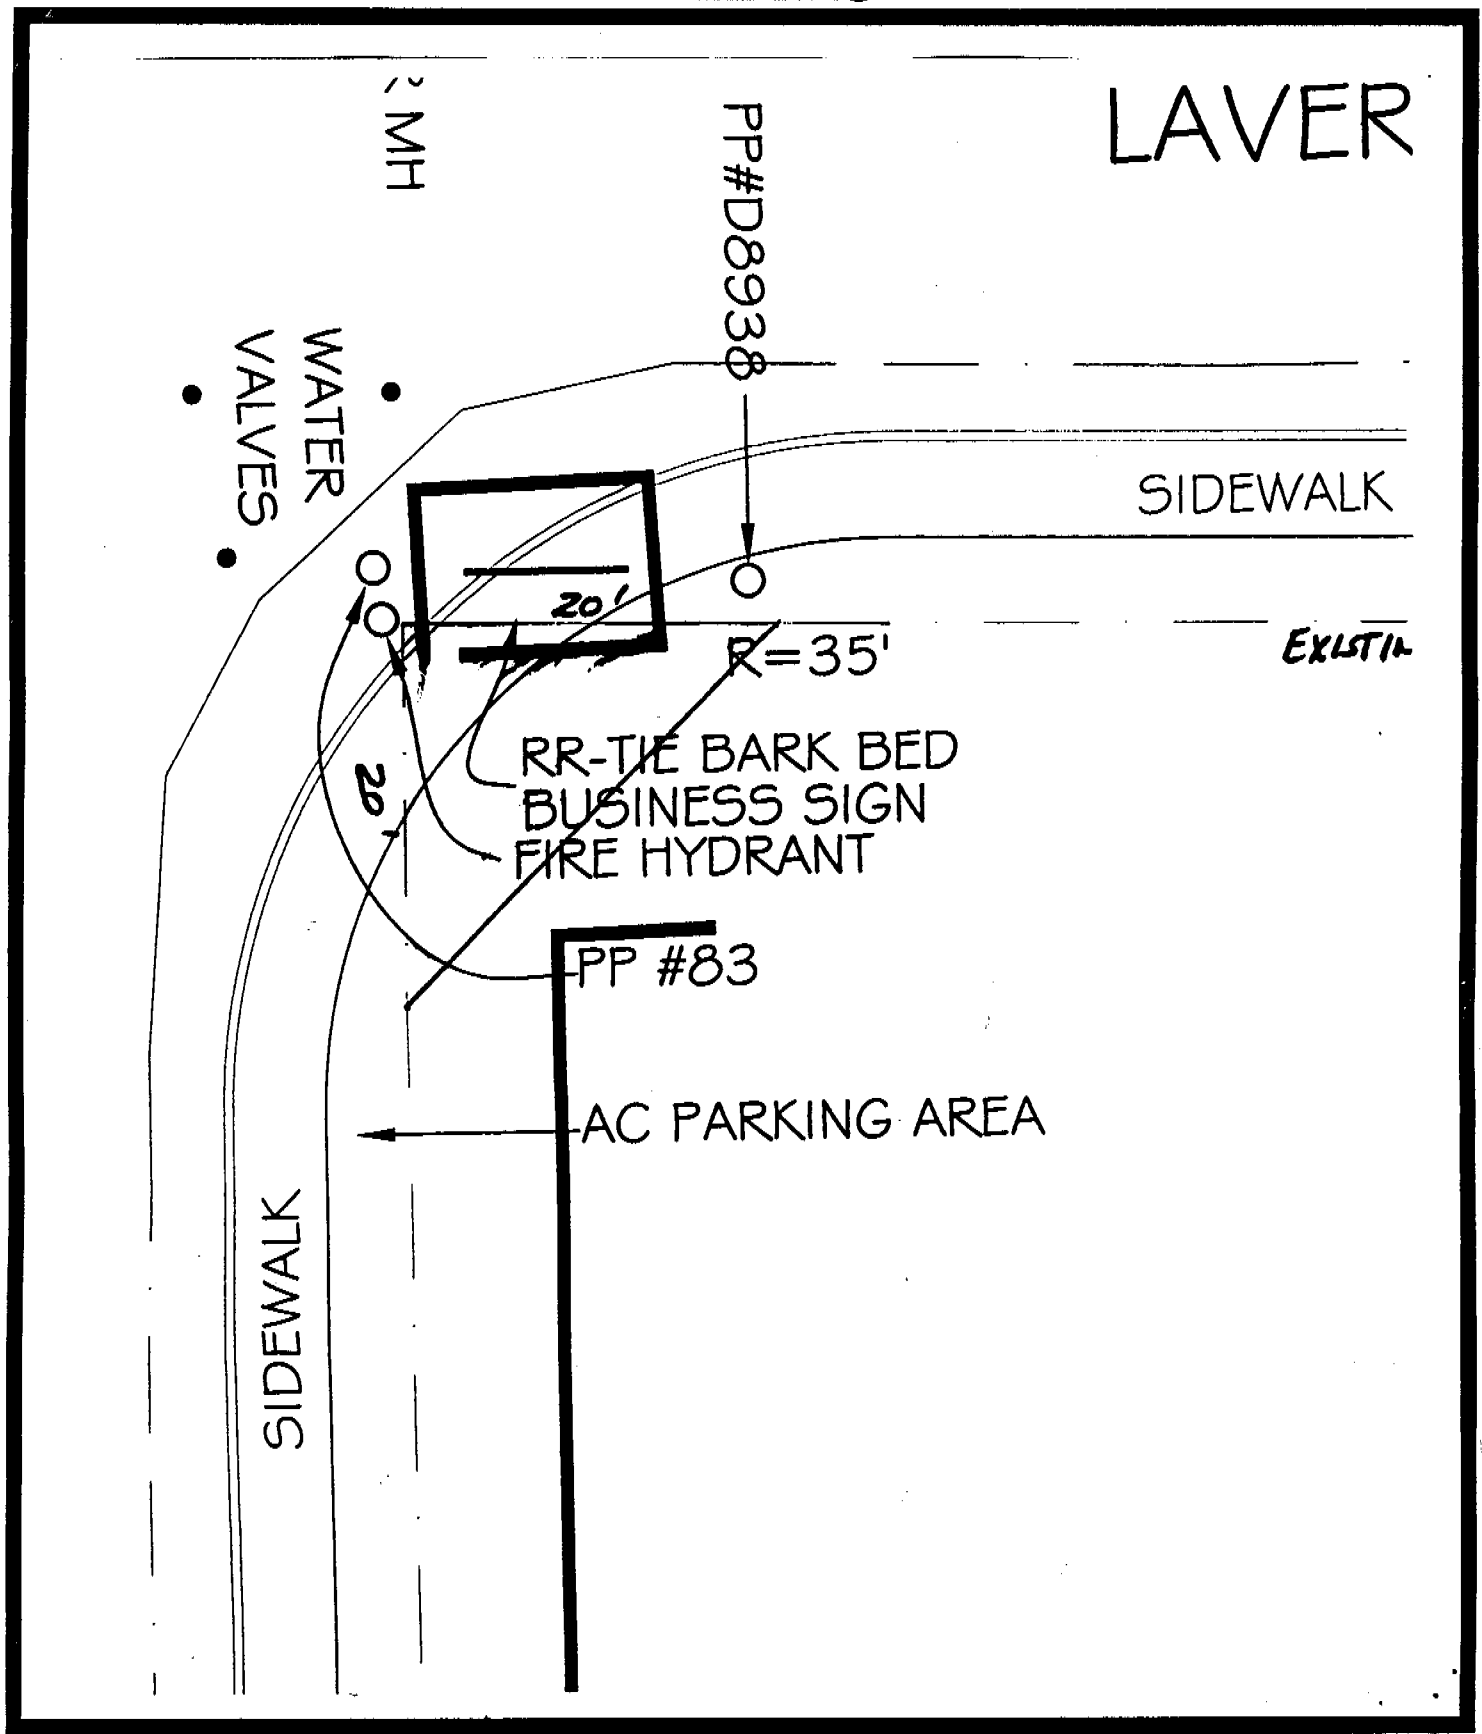 LAVER
MH
PP#D8938
WATER
VALVES
SIDEWALK
20'
R=35'
RR-TIE BARK BED
BUSINESS SIGN
FIRE HYDRANT
20'
PP #83
AC PARKING AREA
SIDEWALK